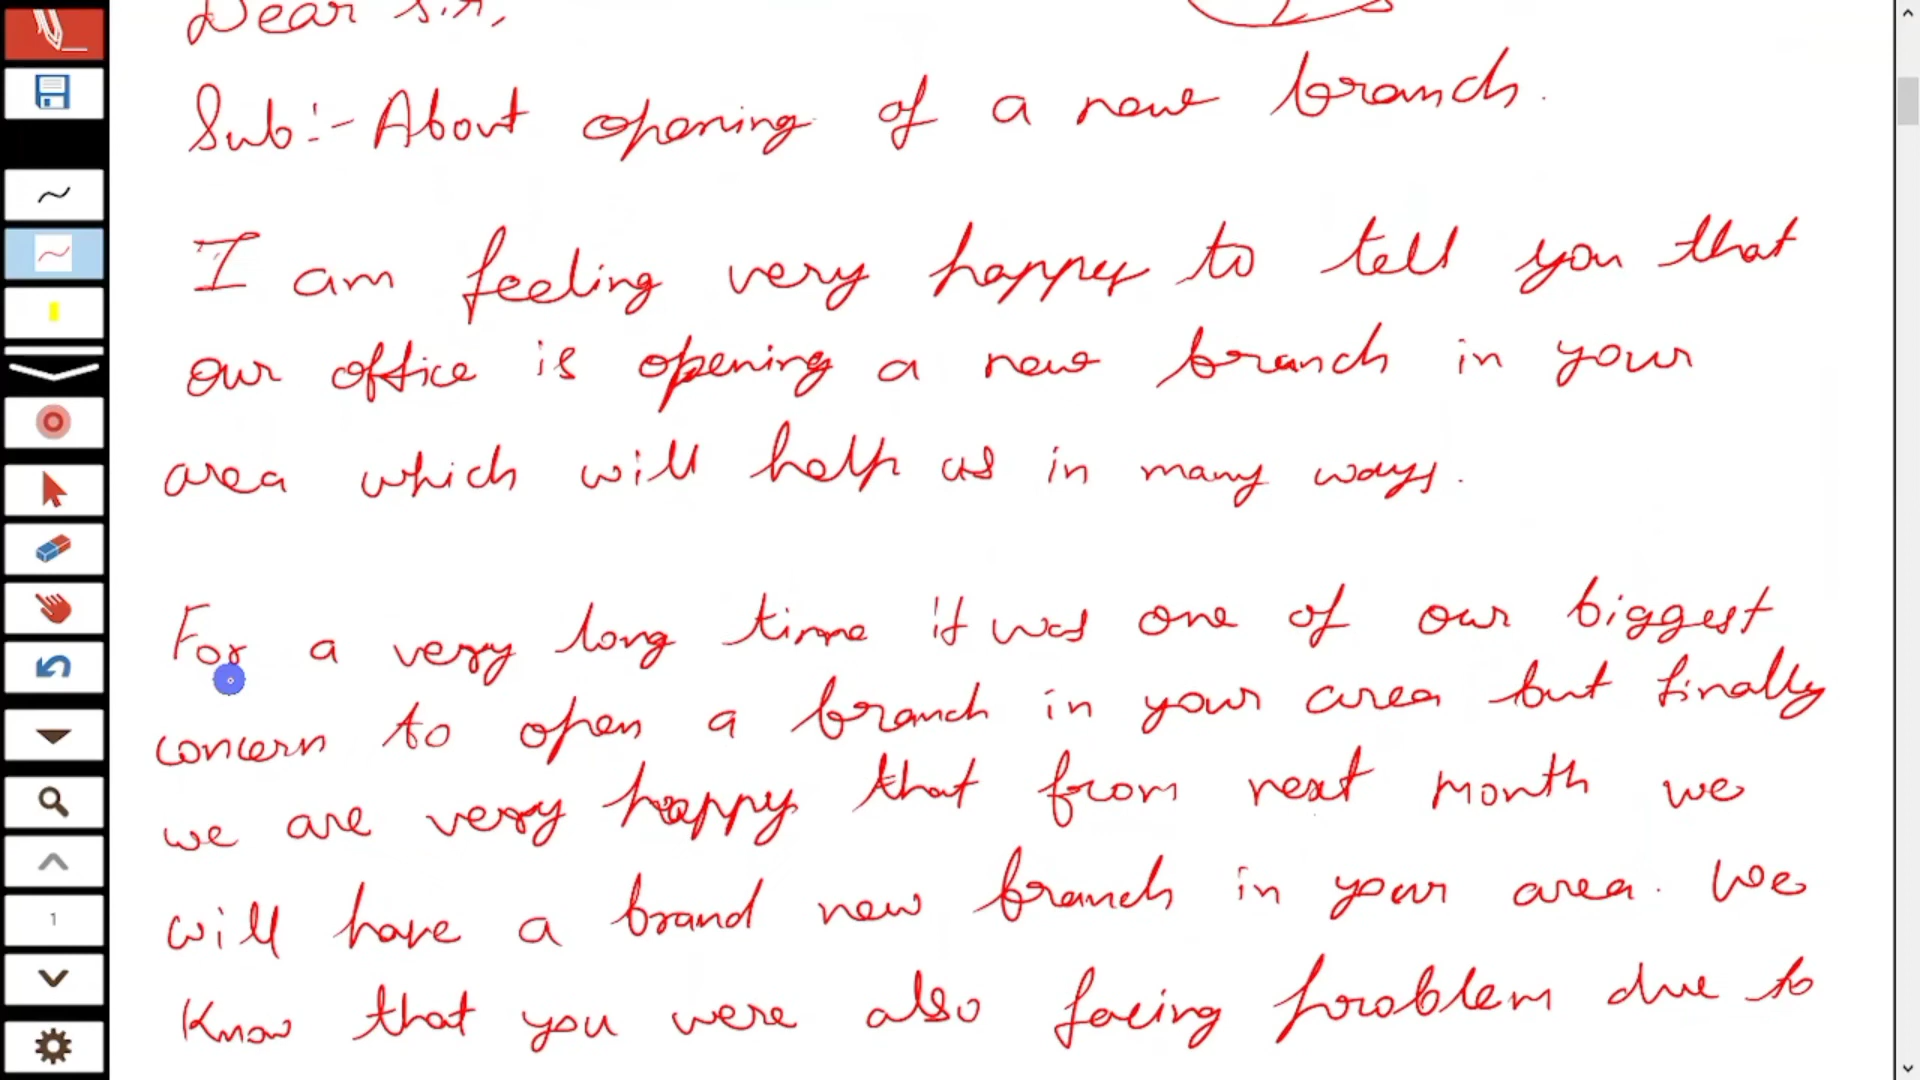 Dear Sir,
Sub:- About opening of a new branch.
I am feeling very happy to tell you that
our office is opening a new branch in your
area which will help us in many ways.
For a very long time it was one of our biggest
concern to open a branch in your area but finally
we are very happy that from next month we
will have a brand new branch in your area. We
Know that you were also facing problem due to
1